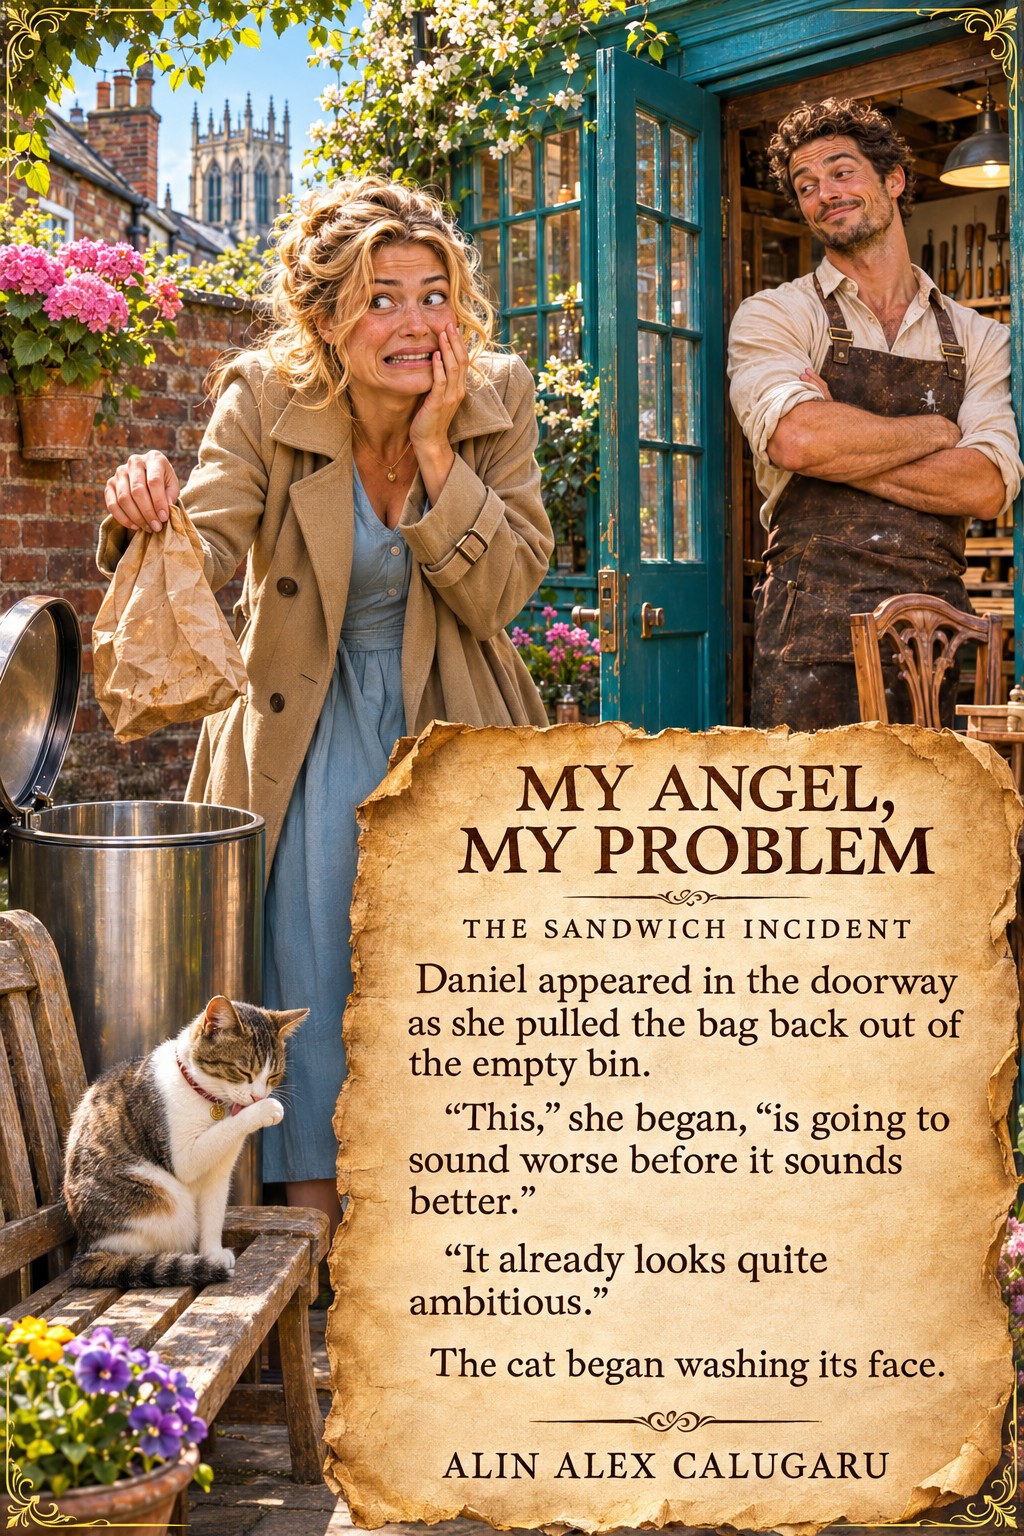 MY ANGEL,
MY PROBLEM
THE SANDWICH INCIDENT
Daniel appeared in the doorway
as she pulled the bag back out of
the empty bin.
“This,” she began, “is going to
sound worse before it sounds
better.”
“It already looks quite
ambitious.”
The cat began washing its face.
ALIN ALEX CALUGARU